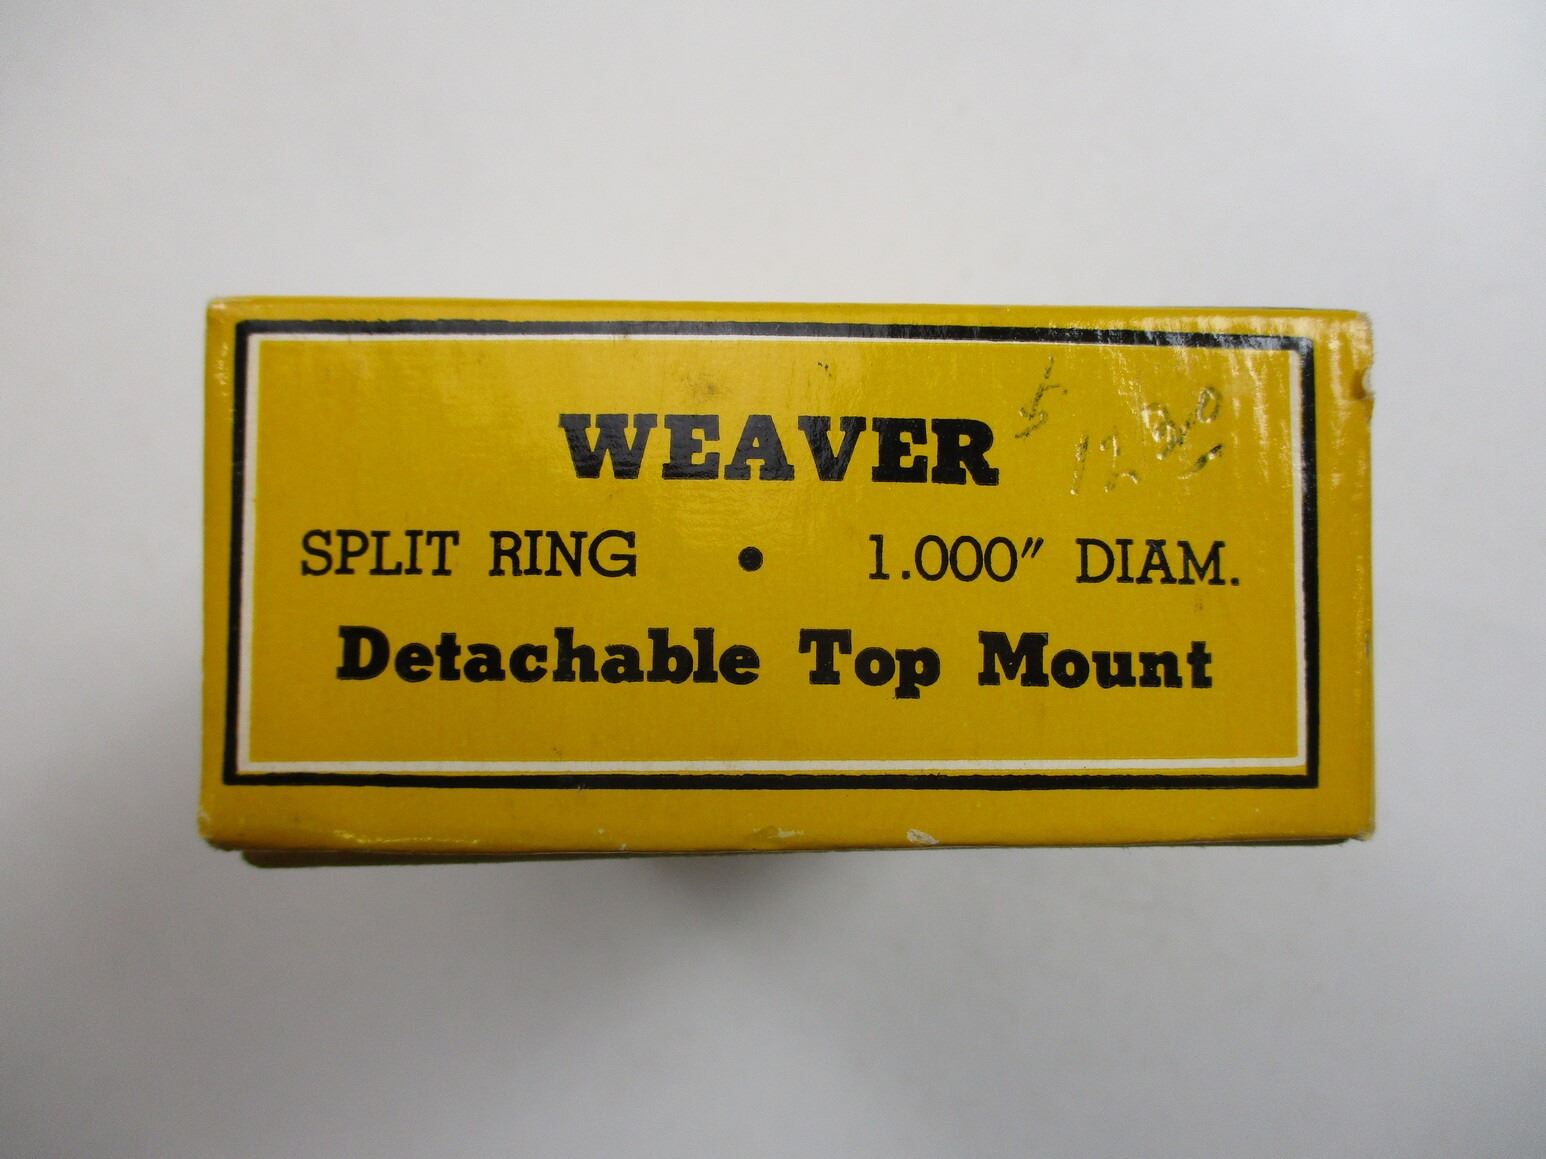 WEAVER
SPLIT RING • 1.000" DIAM.
Detachable Top Mount